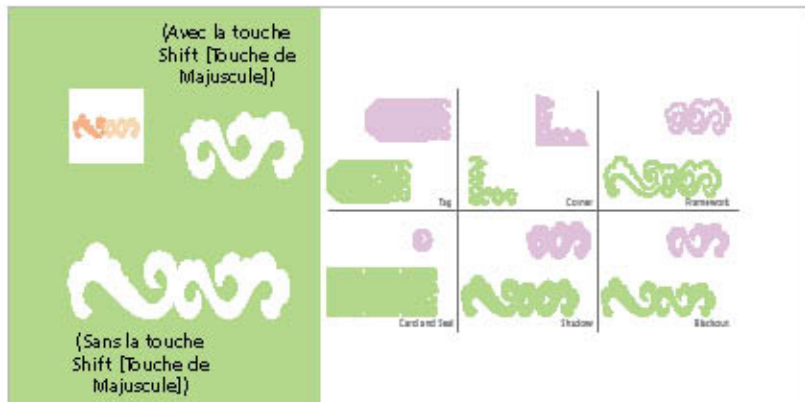 (Avec la touche
Shift [Touche de
Majuscule])
Tag
Corner
Framework
Card and Seal
Shadow
Blackout
(Sans la touche
Shift [Touche de
Majuscule])